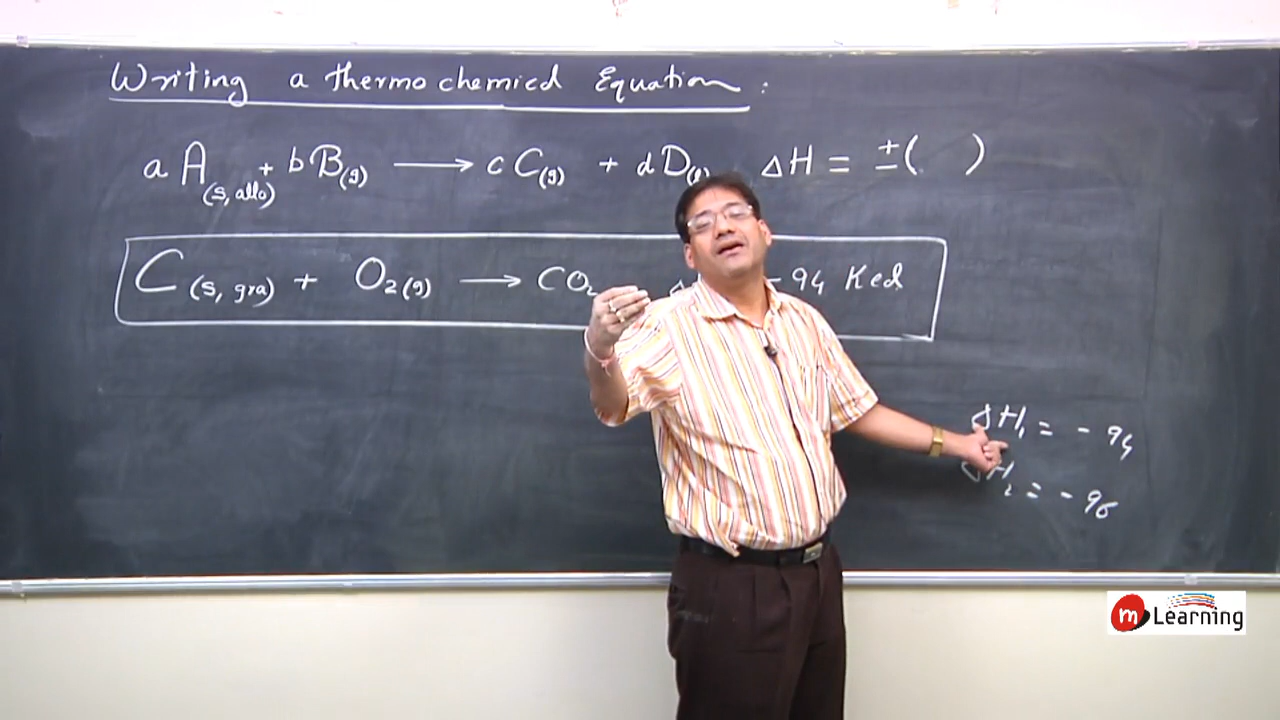 Writing a thermochemical Equation :
a A(s, allo) + b B(g) ⟶ c C(g) + d D(g) ΔH = ±( )
C(s, gra) + O2(g) ⟶ CO2 Δ - 94 Kcal
ΔH1 = - 94
ΔH2 = - 96
m Learning